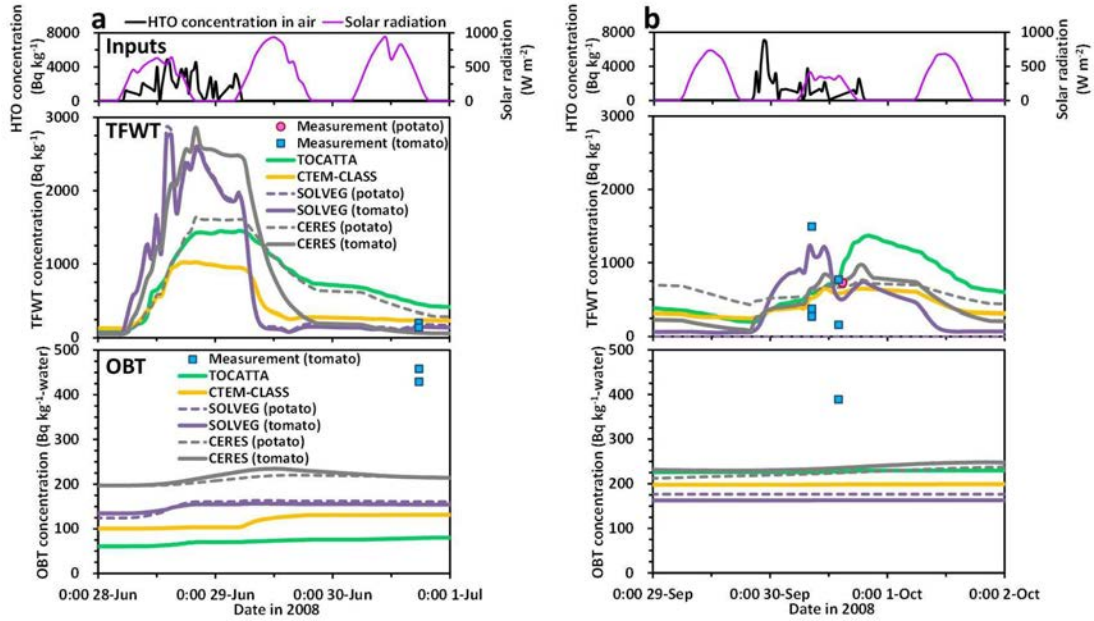 a
HTO concentration in air
Solar radiation
b
Inputs
HTO concentration
(Bq kg⁻¹)
8000
4000
0
1000
500
0
Solar radiation
(W m⁻²)
HTO concentration
(Bq kg⁻¹)
8000
4000
0
1000
500
0
Solar radiation
(W m⁻²)
TFWT
TFWT concentration (Bq kg⁻¹)
3000
2000
1000
0
Measurement (potato)
Measurement (tomato)
TOCATTA
CTEM-CLASS
SOLVEG (potato)
SOLVEG (tomato)
CERES (potato)
CERES (tomato)
TFWT concentration (Bq kg⁻¹)
3000
2000
1000
0
OBT
OBT concentration (Bq kg⁻¹-water)
500
400
300
200
100
0
Measurement (tomato)
TOCATTA
CTEM-CLASS
SOLVEG (potato)
SOLVEG (tomato)
CERES (potato)
CERES (tomato)
0:00 28-Jun
0:00 29-Jun
0:00 30-Jun
0:00 1-Jul
Date in 2008
OBT concentration (Bq kg⁻¹-water)
500
400
300
200
100
0
0:00 29-Sep
0:00 30-Sep
0:00 1-Oct
0:00 2-Oct
Date in 2008